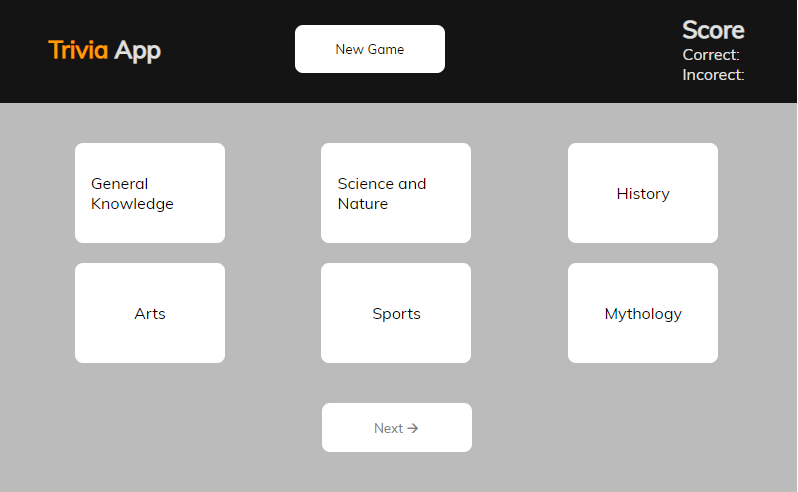 Trivia App
New Game
Score
Correct:
Incorect:
General
Knowledge
Science and
Nature
History
Arts
Sports
Mythology
Next →